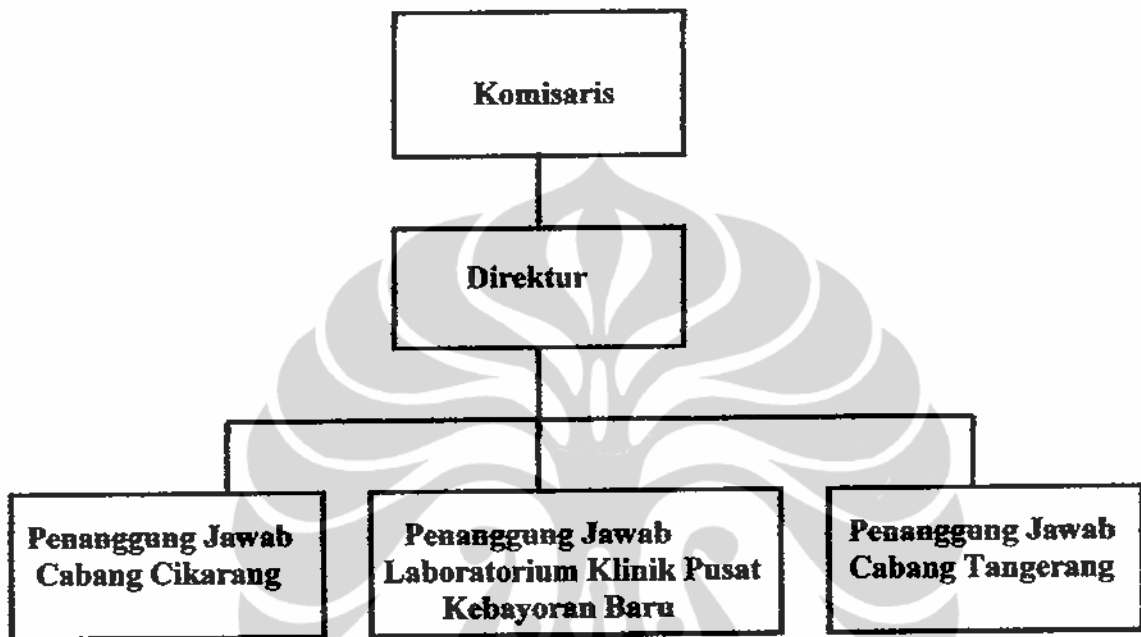 Komisaris
Direktur
Penanggung Jawab
Cabang Cikarang
Penanggung Jawab
Laboratorium Klinik Pusat
Kebayoran Baru
Penanggung Jawab
Cabang Tangerang